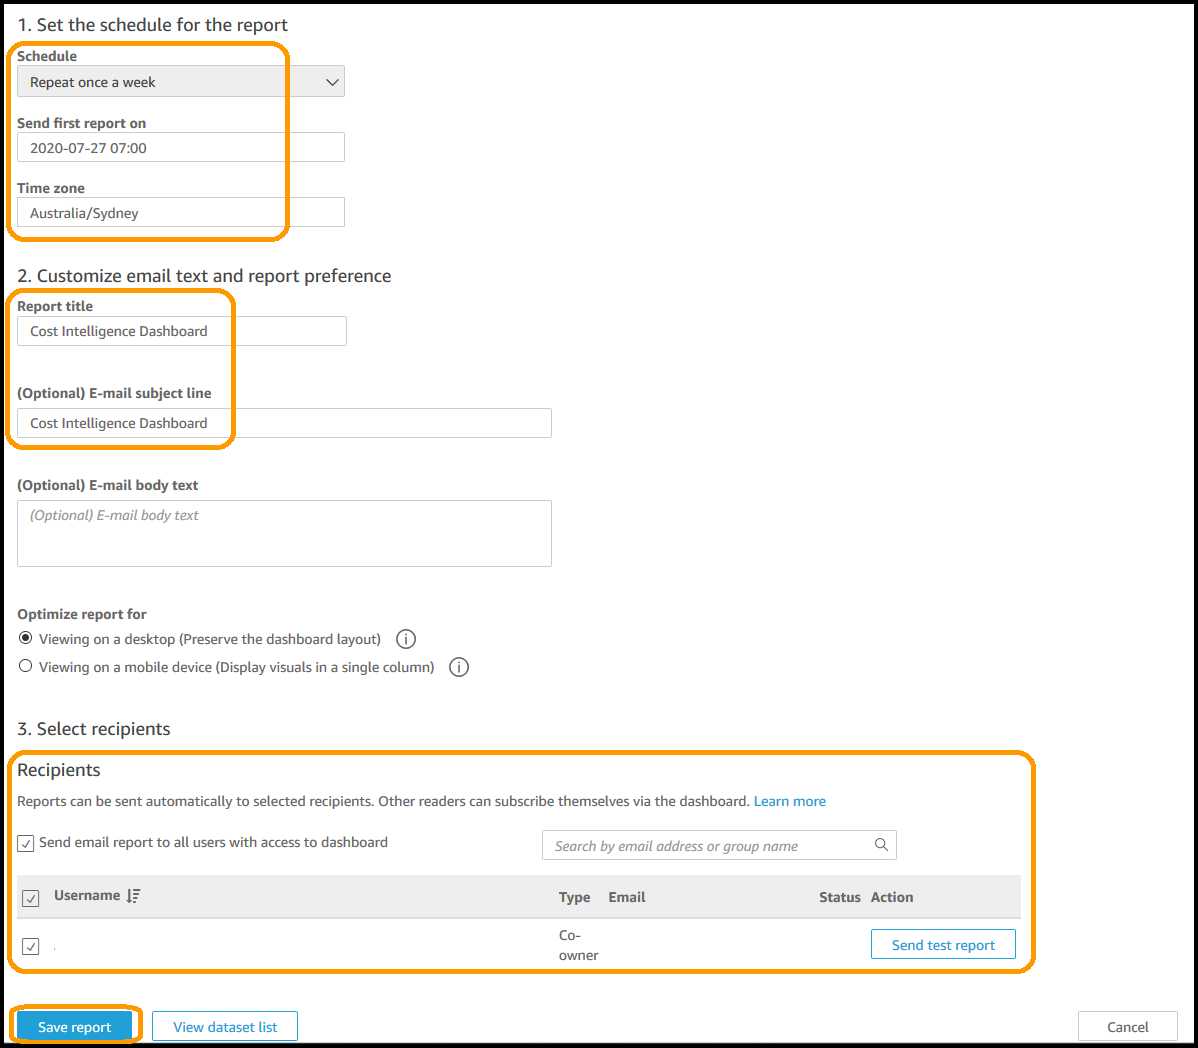 1. Set the schedule for the report
Schedule
Repeat once a week
Send first report on
2020-07-27 07:00
Time zone
Australia/Sydney
2. Customize email text and report preference
Report title
Cost Intelligence Dashboard
(Optional) E-mail subject line
Cost Intelligence Dashboard
(Optional) E-mail body text
(Optional) E-mail body text
Optimize report for
Viewing on a desktop (Preserve the dashboard layout)
Viewing on a mobile device (Display visuals in a single column)
3. Select recipients
Recipients
Reports can be sent automatically to selected recipients. Other readers can subscribe themselves via the dashboard. Learn more
Send email report to all users with access to dashboard
Search by email address or group name
Username Type Email Status Action
Co-
owner
Send test report
Save report View dataset list Cancel